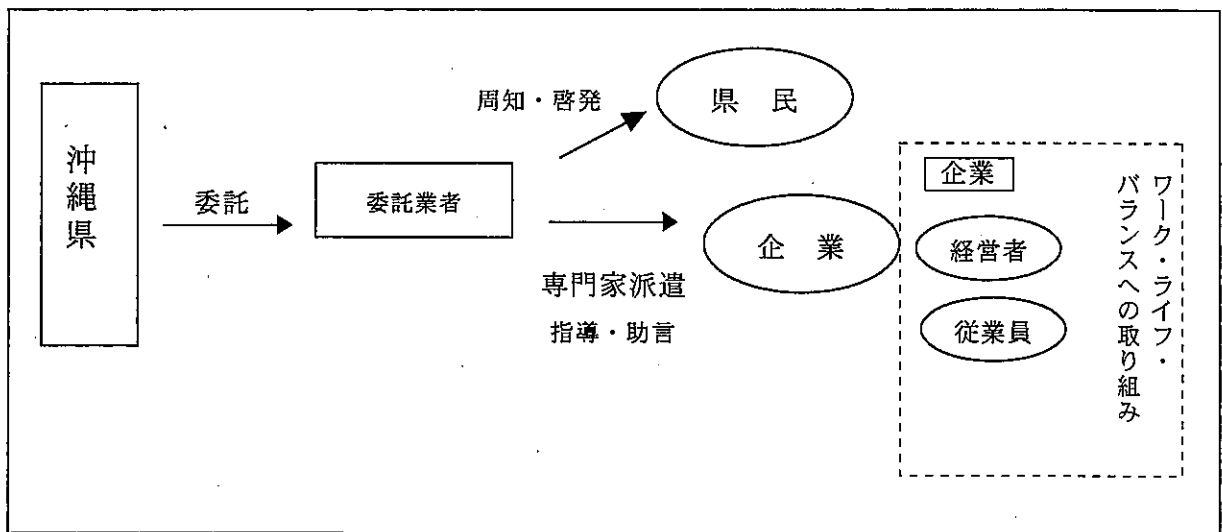 沖縄県
委託
委託業者
周知・啓発
県民
企業
専門家派遣
指導・助言
企業
経営者
従業員
ワーク・ライフ・
バランスへの取り組み